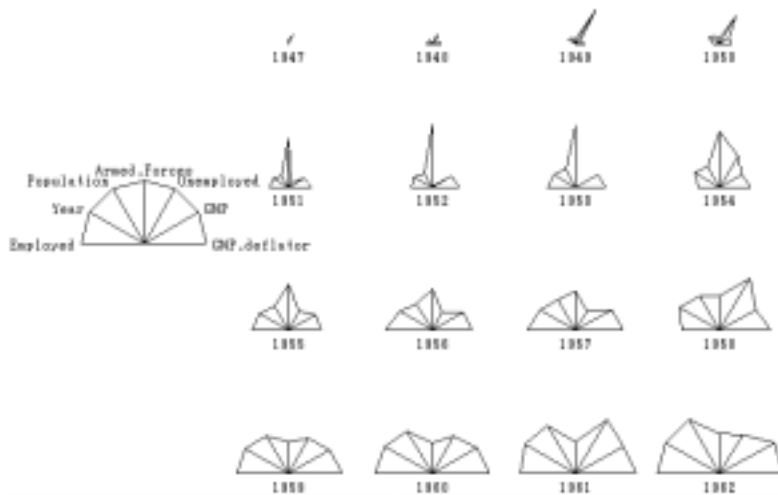 1947 1948 1949 1950
Armed.Forces
Population Unemployed
1951 1952 1953 1954
Year GNP
Employed GNP.deflator
1955 1956 1957 1958
1959 1960 1961 1962